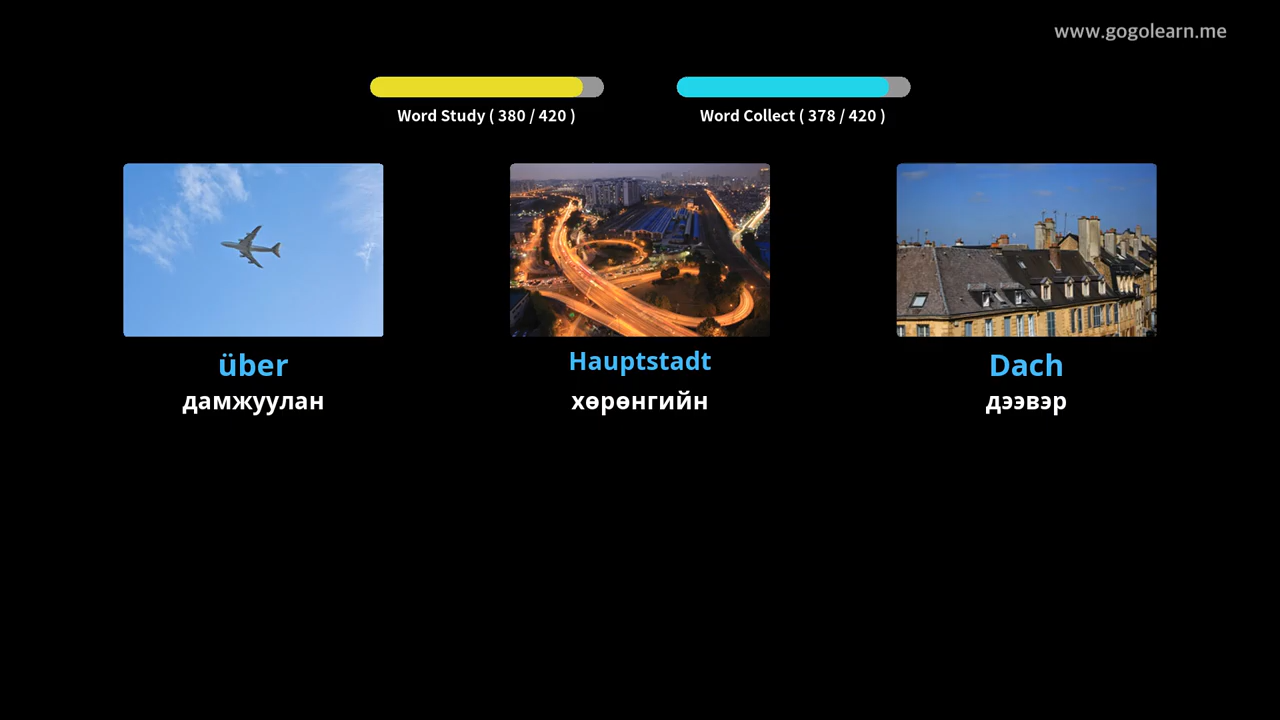 www.gogolearn.me
Word Study ( 380 / 420 )
Word Collect ( 378 / 420 )
über
Hauptstadt
Dach
дамжуулан
хөрөнгийн
дээвэр